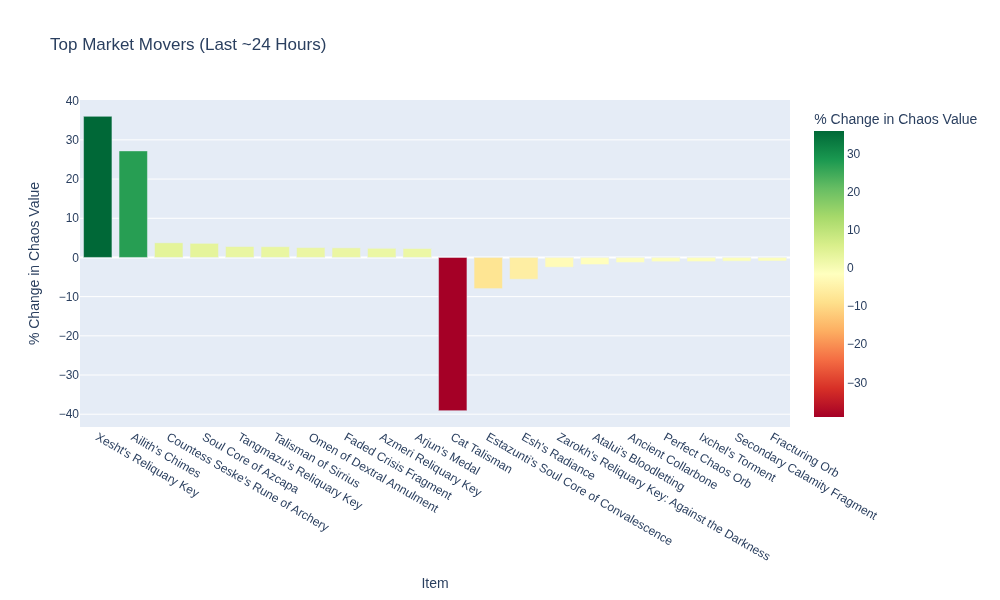 Top Market Movers (Last ~24 Hours)
% Change in Chaos Value
40
30
20
10
0
−10
−20
−30
−40
Xesht's Reliquary Key
Ailith's Chimes
Countess Seske's Rune of Archery
Soul Core of Azcapa
Tangmazu's Reliquary Key
Talisman of Sirrius
Omen of Dextral Annulment
Faded Crisis Fragment
Azmeri Reliquary Key
Arjun's Medal
Cat Talisman
Estazunti's Soul Core of Convalescence
Esh's Radiance
Zarokh's Reliquary Key: Against the Darkness
Atalui's Bloodletting
Ancient Collarbone
Perfect Chaos Orb
Ixchel's Torment
Secondary Calamity Fragment
Fracturing Orb
Item
% Change in Chaos Value
30
20
10
0
−10
−20
−30